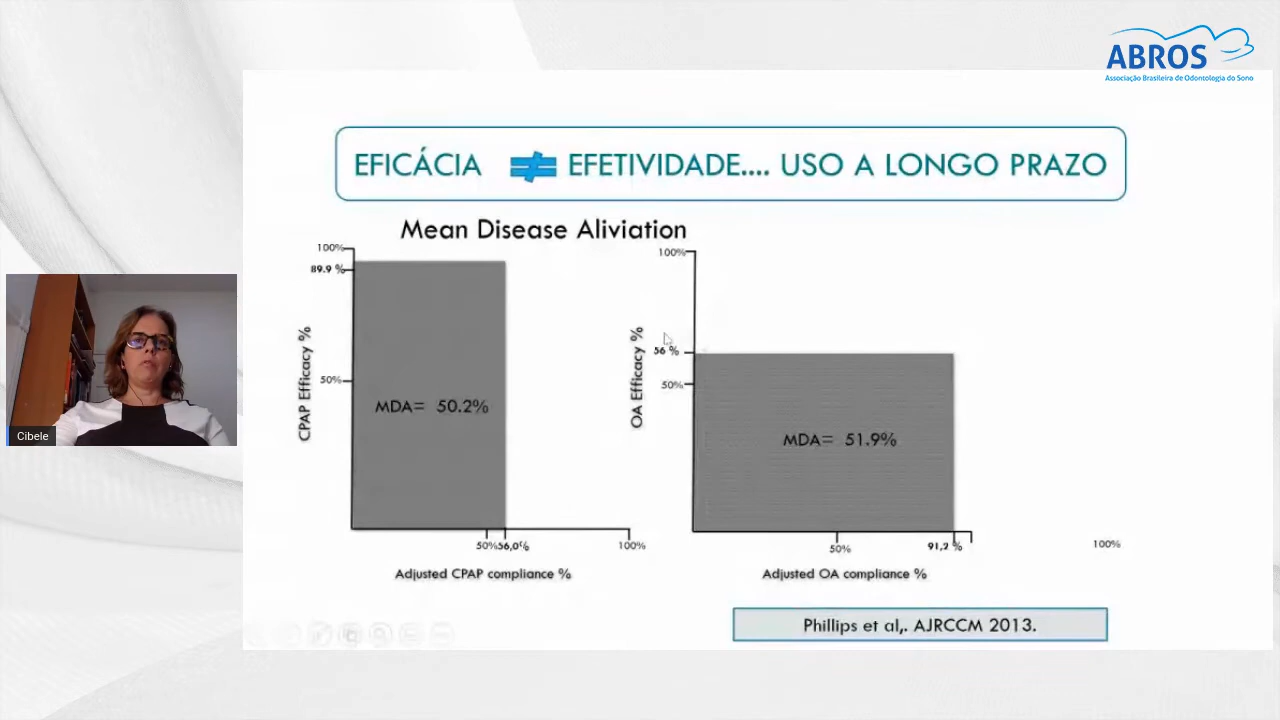 ABROS
Associação Brasileira de Odontologia do Sono
EFICÁCIA ≠ EFETIVIDADE.... USO A LONGO PRAZO
Mean Disease Aliviation
100%
89.9 %
50%
CPAP Efficacy %
MDA= 50.2%
50%
56,0%
100%
Adjusted CPAP compliance %
100%
56 %
50%
OA Efficacy %
MDA= 51.9%
50%
91,2 %
100%
Adjusted OA compliance %
Phillips et al,. AJRCCM 2013.
Cibele